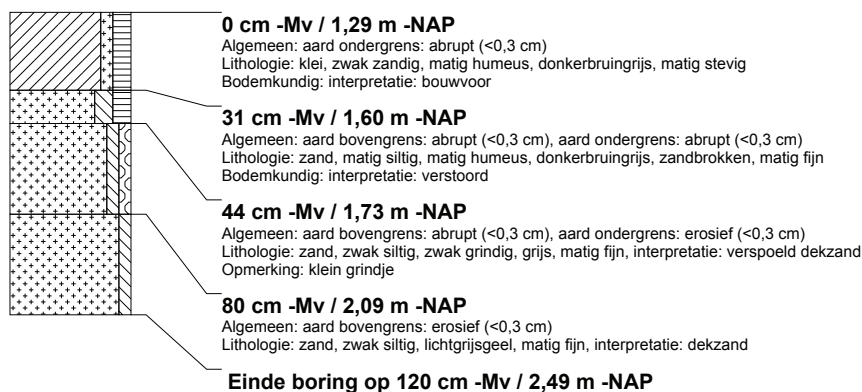 0 cm -Mv / 1,29 m -NAP
Algemeen: aard ondergrens: abrupt (<0,3 cm)
Lithologie: klei, zwak zandig, matig humeus, donkerbruingrijs, matig stevig
Bodemkundig: interpretatie: bouwvoor
31 cm -Mv / 1,60 m -NAP
Algemeen: aard bovengrens: abrupt (<0,3 cm), aard ondergrens: abrupt (<0,3 cm)
Lithologie: zand, matig siltig, matig humeus, donkerbruingrijs, zandbrokken, matig fijn
Bodemkundig: interpretatie: verstoord
44 cm -Mv / 1,73 m -NAP
Algemeen: aard bovengrens: abrupt (<0,3 cm), aard ondergrens: erosief (<0,3 cm)
Lithologie: zand, zwak siltig, zwak grindig, grijs, matig fijn, interpretatie: verspoeld dekzand
Opmerking: klein grindje
80 cm -Mv / 2,09 m -NAP
Algemeen: aard bovengrens: erosief (<0,3 cm)
Lithologie: zand, zwak siltig, lichtgrijsgeel, matig fijn, interpretatie: dekzand
Einde boring op 120 cm -Mv / 2,49 m -NAP